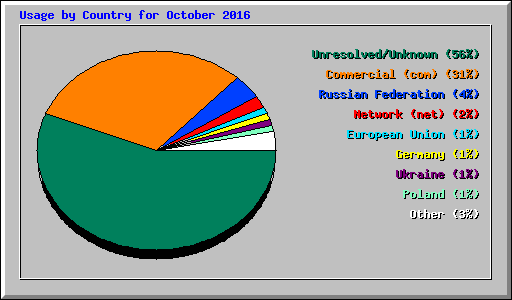 Usage by Country for October 2016
Unresolved/Unknown (56%)
Commercial (com) (31%)
Russian Federation (4%)
Network (net) (2%)
European Union (1%)
Germany (1%)
Ukraine (1%)
Poland (1%)
Other (3%)